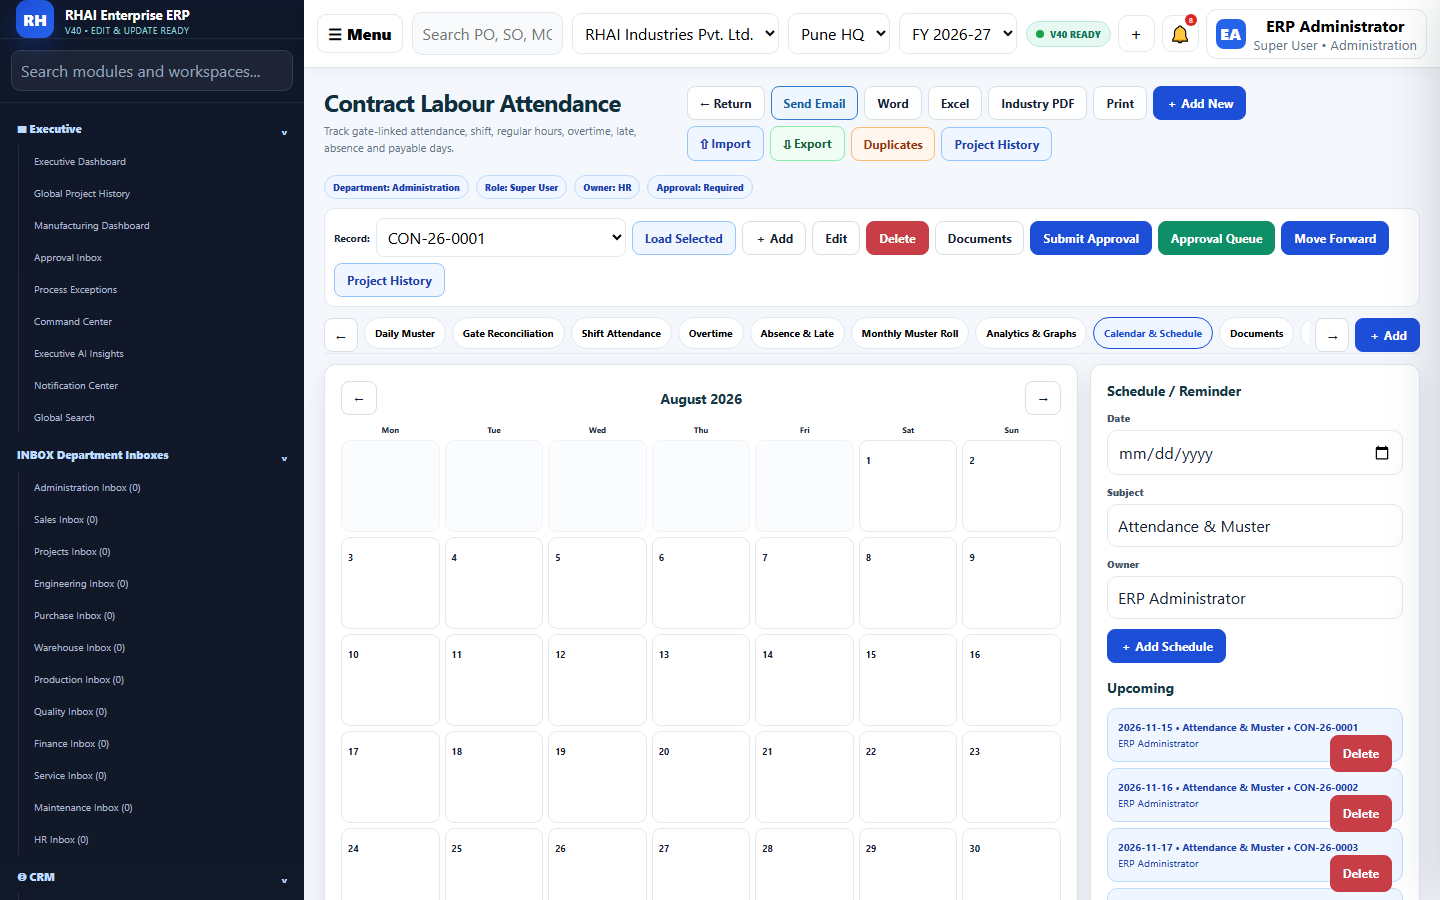 RH
RHAI Enterprise ERP
V40 • EDIT & UPDATE READY
Search modules and workspaces...
Executive
Executive Dashboard
Global Project History
Manufacturing Dashboard
Approval Inbox
Process Exceptions
Command Center
Executive AI Insights
Notification Center
Global Search
INBOX Department Inboxes
Administration Inbox (0)
Sales Inbox (0)
Projects Inbox (0)
Engineering Inbox (0)
Purchase Inbox (0)
Warehouse Inbox (0)
Production Inbox (0)
Quality Inbox (0)
Finance Inbox (0)
Service Inbox (0)
Maintenance Inbox (0)
HR Inbox (0)
CRM
☰ Menu
Search PO, SO, MC
RHAI Industries Pvt. Ltd.
Pune HQ
FY 2026-27
V40 READY
+
8
EA
ERP Administrator
Super User • Administration
Contract Labour Attendance
Track gate-linked attendance, shift, regular hours, overtime, late,
absence and payable days.
← Return
Send Email
Word
Excel
Industry PDF
Print
+ Add New
⇧ Import
⇩ Export
Duplicates
Project History
Department: Administration
Role: Super User
Owner: HR
Approval: Required
Record:
CON-26-0001
Load Selected
+ Add
Edit
Delete
Documents
Submit Approval
Approval Queue
Move Forward
Project History
←
Daily Muster
Gate Reconciliation
Shift Attendance
Overtime
Absence & Late
Monthly Muster Roll
Analytics & Graphs
Calendar & Schedule
Documents
→
+ Add
←
August 2026
→
Mon Tue Wed Thu Fri Sat Sun
1 2
3 4 5 6 7 8 9
10 11 12 13 14 15 16
17 18 19 20 21 22 23
24 25 26 27 28 29 30
Schedule / Reminder
Date
mm/dd/yyyy
Subject
Attendance & Muster
Owner
ERP Administrator
+ Add Schedule
Upcoming
2026-11-15 • Attendance & Muster • CON-26-0001
ERP Administrator
Delete
2026-11-16 • Attendance & Muster • CON-26-0002
ERP Administrator
Delete
2026-11-17 • Attendance & Muster • CON-26-0003
ERP Administrator
Delete